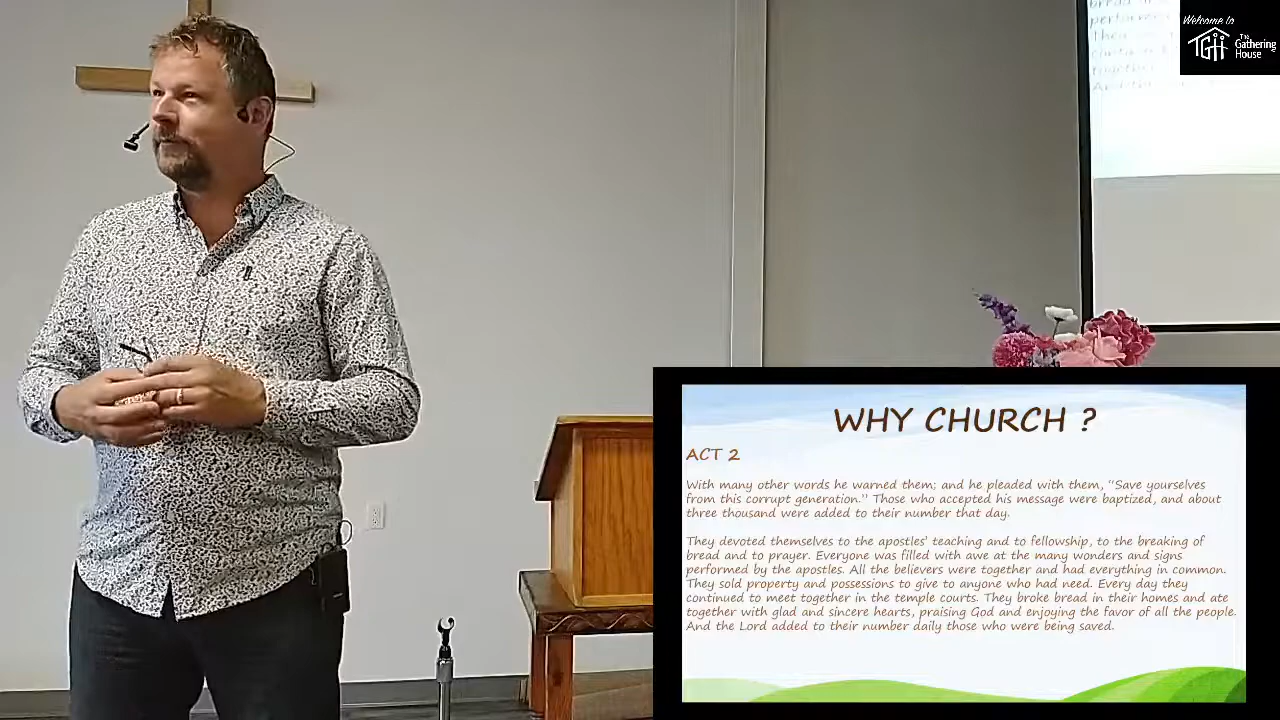 Welcome to
TGH
The
Gathering
House
WHY CHURCH ?
ACT 2
With many other words he warned them; and he pleaded with them, “Save yourselves
from this corrupt generation.” Those who accepted his message were baptized, and about
three thousand were added to their number that day.
They devoted themselves to the apostles’ teaching and to fellowship, to the breaking of
bread and to prayer. Everyone was filled with awe at the many wonders and signs
performed by the apostles. All the believers were together and had everything in common.
They sold property and possessions to give to anyone who had need. Every day they
continued to meet together in the temple courts. They broke bread in their homes and ate
together with glad and sincere hearts, praising God and enjoying the favor of all the people.
And the Lord added to their number daily those who were being saved.